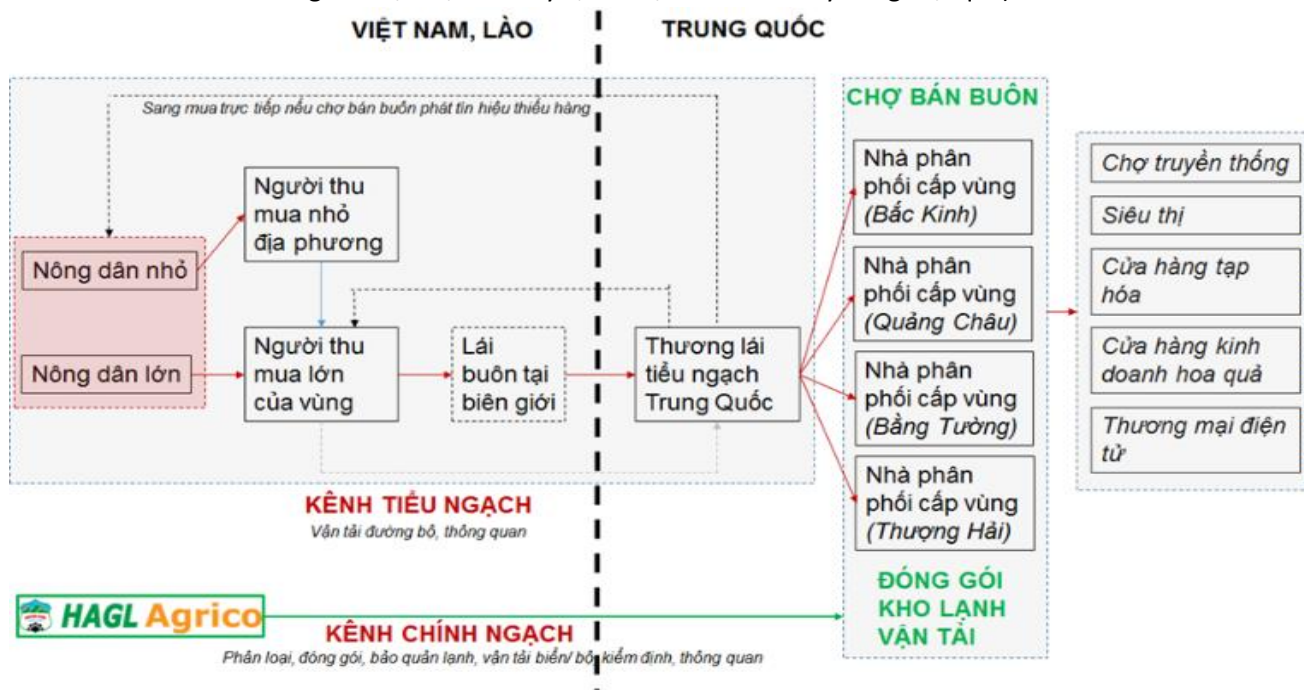 VIỆT NAM, LÀO
TRUNG QUỐC
Sang mua trực tiếp nếu chợ bán buôn phát tín hiệu thiếu hàng
Nông dân nhỏ
Nông dân lớn
Người thu
mua nhỏ
địa phương
Người thu
mua lớn
của vùng
Lái
buôn tại
biên giới
Thương lái
tiểu ngạch
Trung Quốc
KÊNH TIỂU NGẠCH
Vận tải đường bộ, thông quan
CHỢ BÁN BUÔN
Nhà phân
phối cấp vùng
(Bắc Kinh)
Nhà phân
phối cấp vùng
(Quảng Châu)
Nhà phân
phối cấp vùng
(Bằng Tường)
Nhà phân
phối cấp vùng
(Thượng Hải)
ĐÓNG GÓI
KHO LẠNH
VẬN TẢI
Chợ truyền thống
Siêu thị
Cửa hàng tạp
hóa
Cửa hàng kinh
doanh hoa quả
Thương mại điện
tử
HAGL Agrico
KÊNH CHÍNH NGẠCH
Phân loại, đóng gói, bảo quản lạnh, vận tải biển/ bộ, kiểm định, thông quan